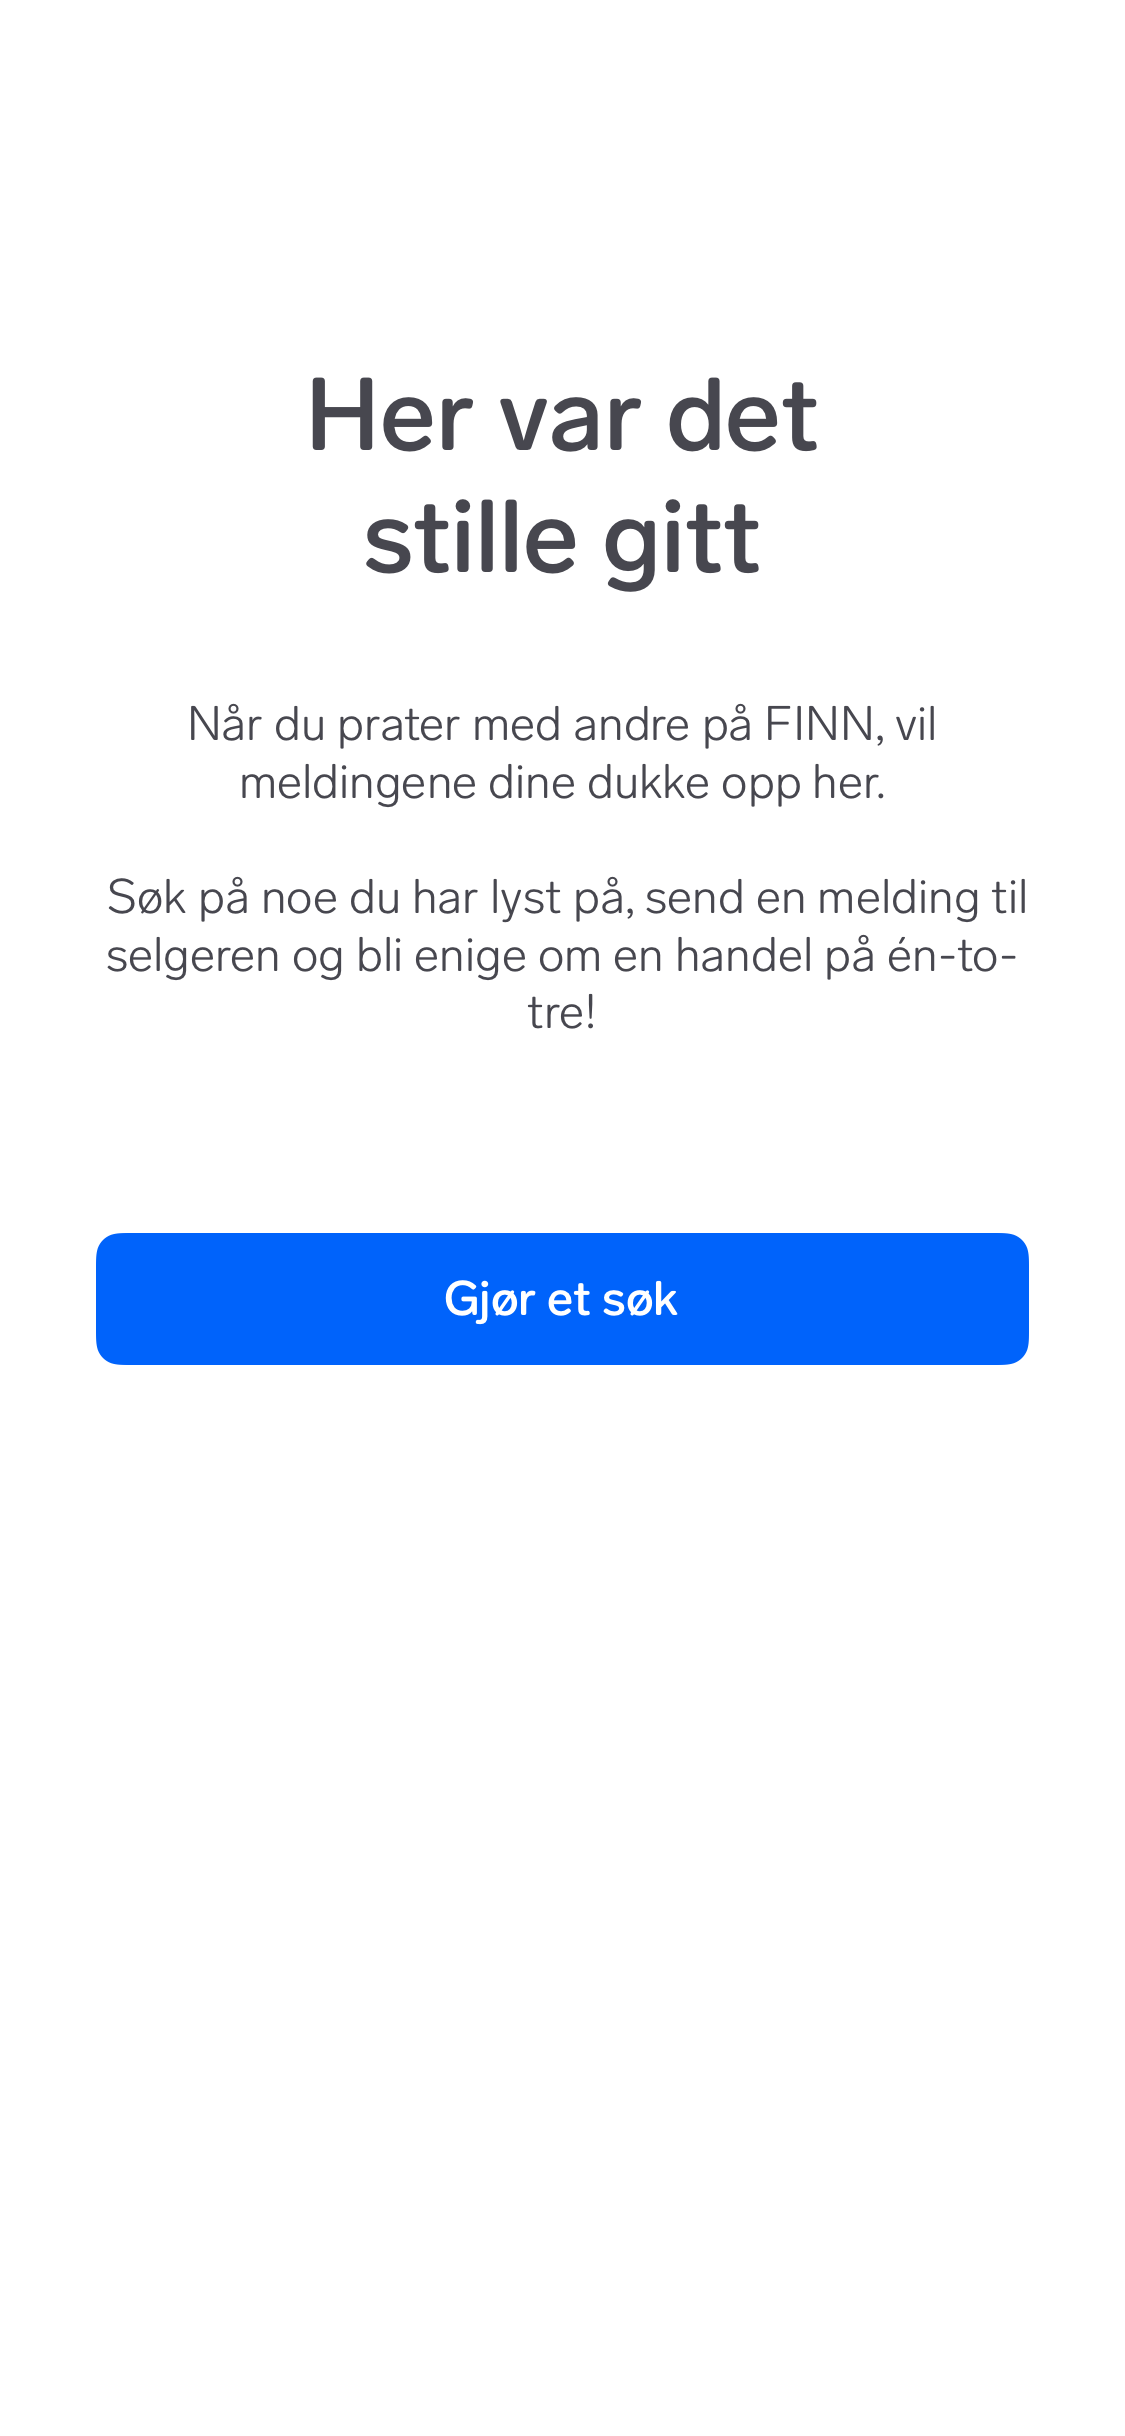 Her var det
stille gitt
Når du prater med andre på FINN, vil
meldingene dine dukke opp her.
Søk på noe du har lyst på, send en melding til
selgeren og bli enige om en handel på én-to-
tre!
Gjør et søk